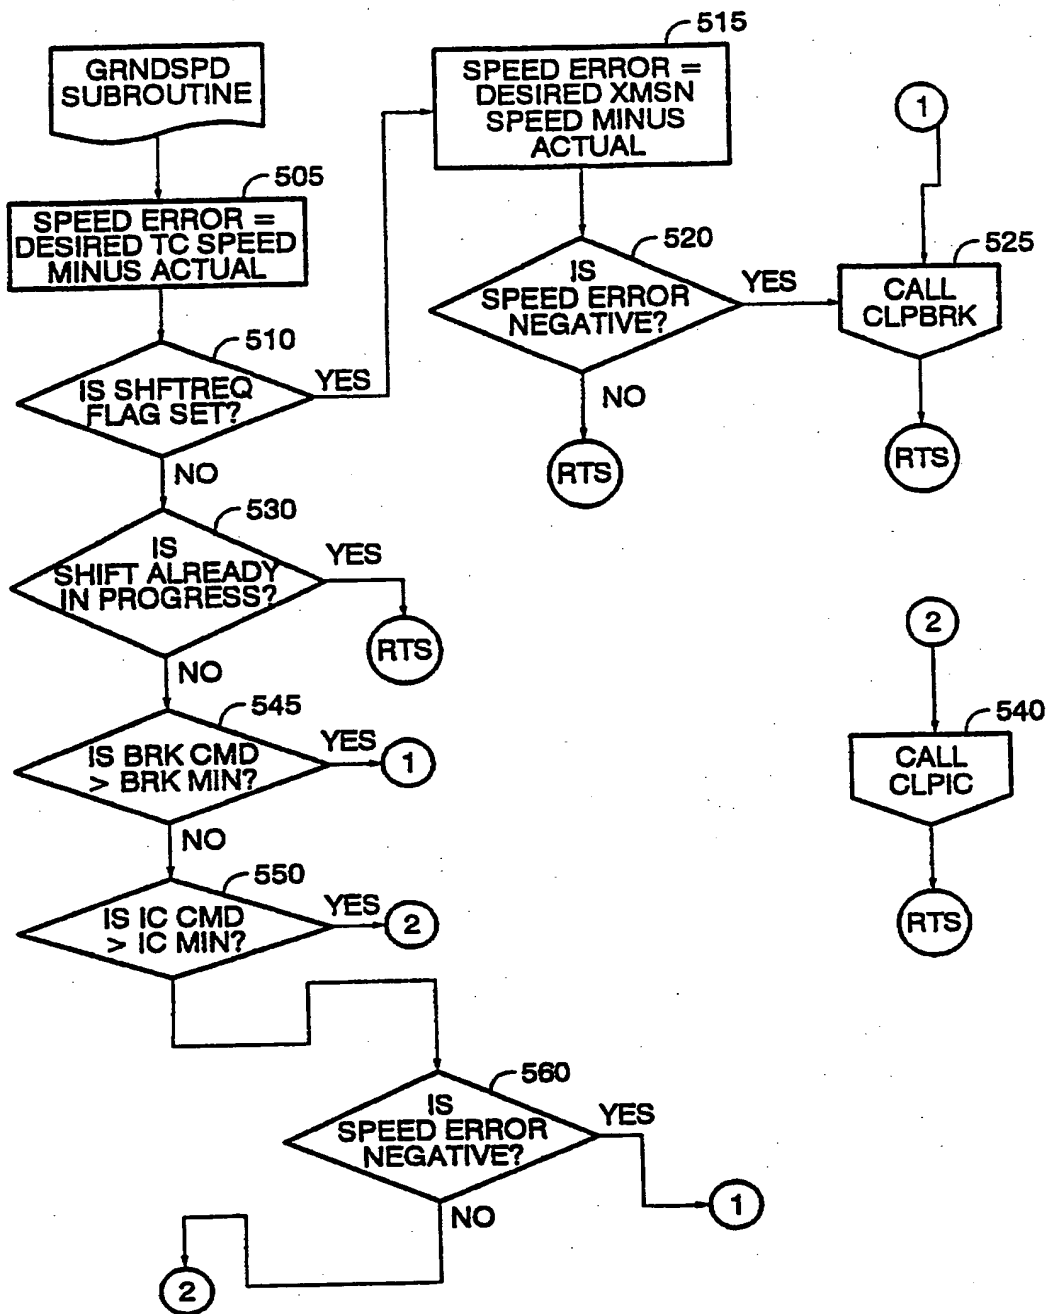 GRNDSPD
SUBROUTINE
505
SPEED ERROR =
DESIRED TC SPEED
MINUS ACTUAL
510
IS SHFTREQ
FLAG SET?
YES
NO
515
SPEED ERROR =
DESIRED XMSN
SPEED MINUS
ACTUAL
520
IS
SPEED ERROR
NEGATIVE?
YES
NO
RTS
1
525
CALL
CLPBRK
RTS
530
IS
SHIFT ALREADY
IN PROGRESS?
YES
RTS
NO
545
IS BRK CMD
> BRK MIN?
YES
1
NO
550
IS IC CMD
> IC MIN?
YES
2
2
540
CALL
CLPIC
RTS
560
IS
SPEED ERROR
NEGATIVE?
YES
1
NO
2